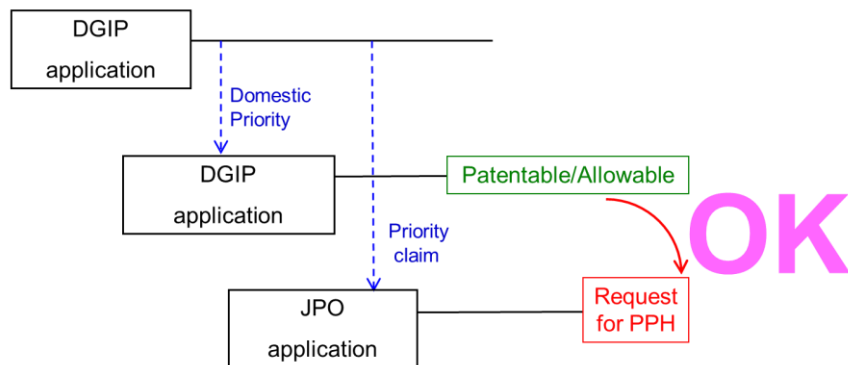 DGIP
application
Domestic
Priority
DGIP
application
Patentable/Allowable
OK
Priority
claim
JPO
application
Request
for PPH